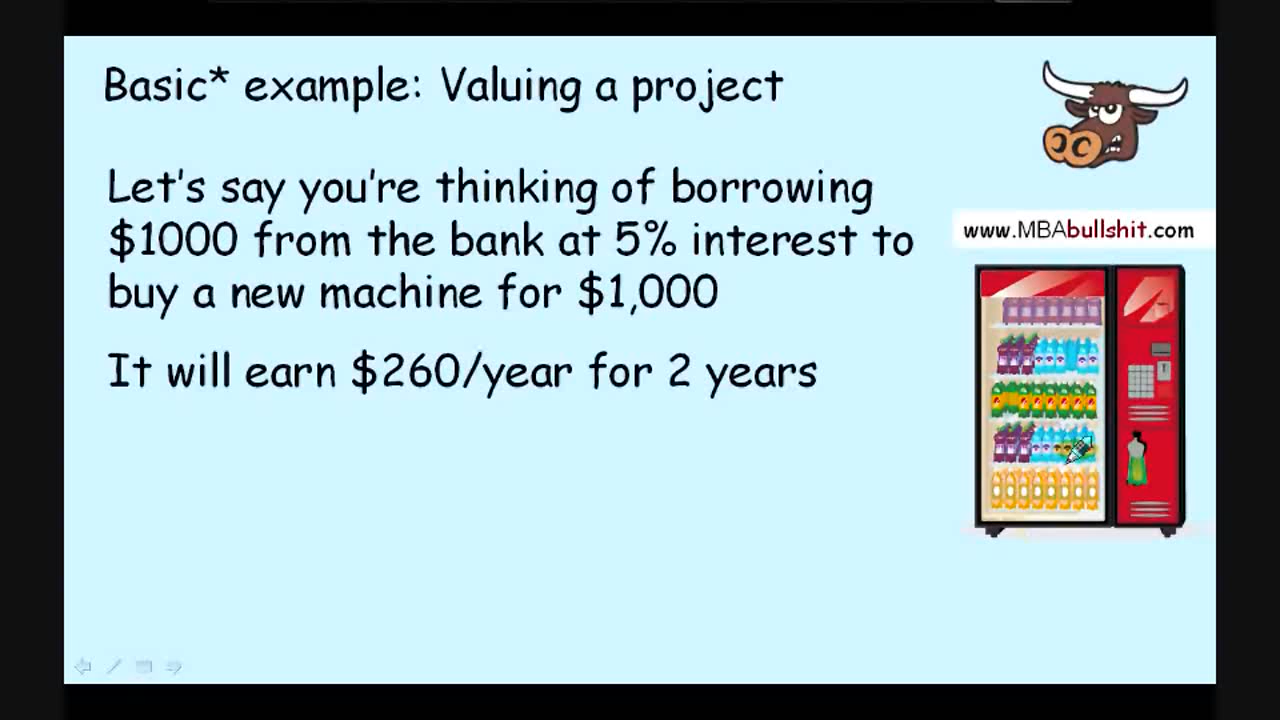 Basic* example: Valuing a project
Let's say you're thinking of borrowing
$1000 from the bank at 5% interest to
buy a new machine for $1,000
It will earn $260/year for 2 years
www.MBAbullshit.com